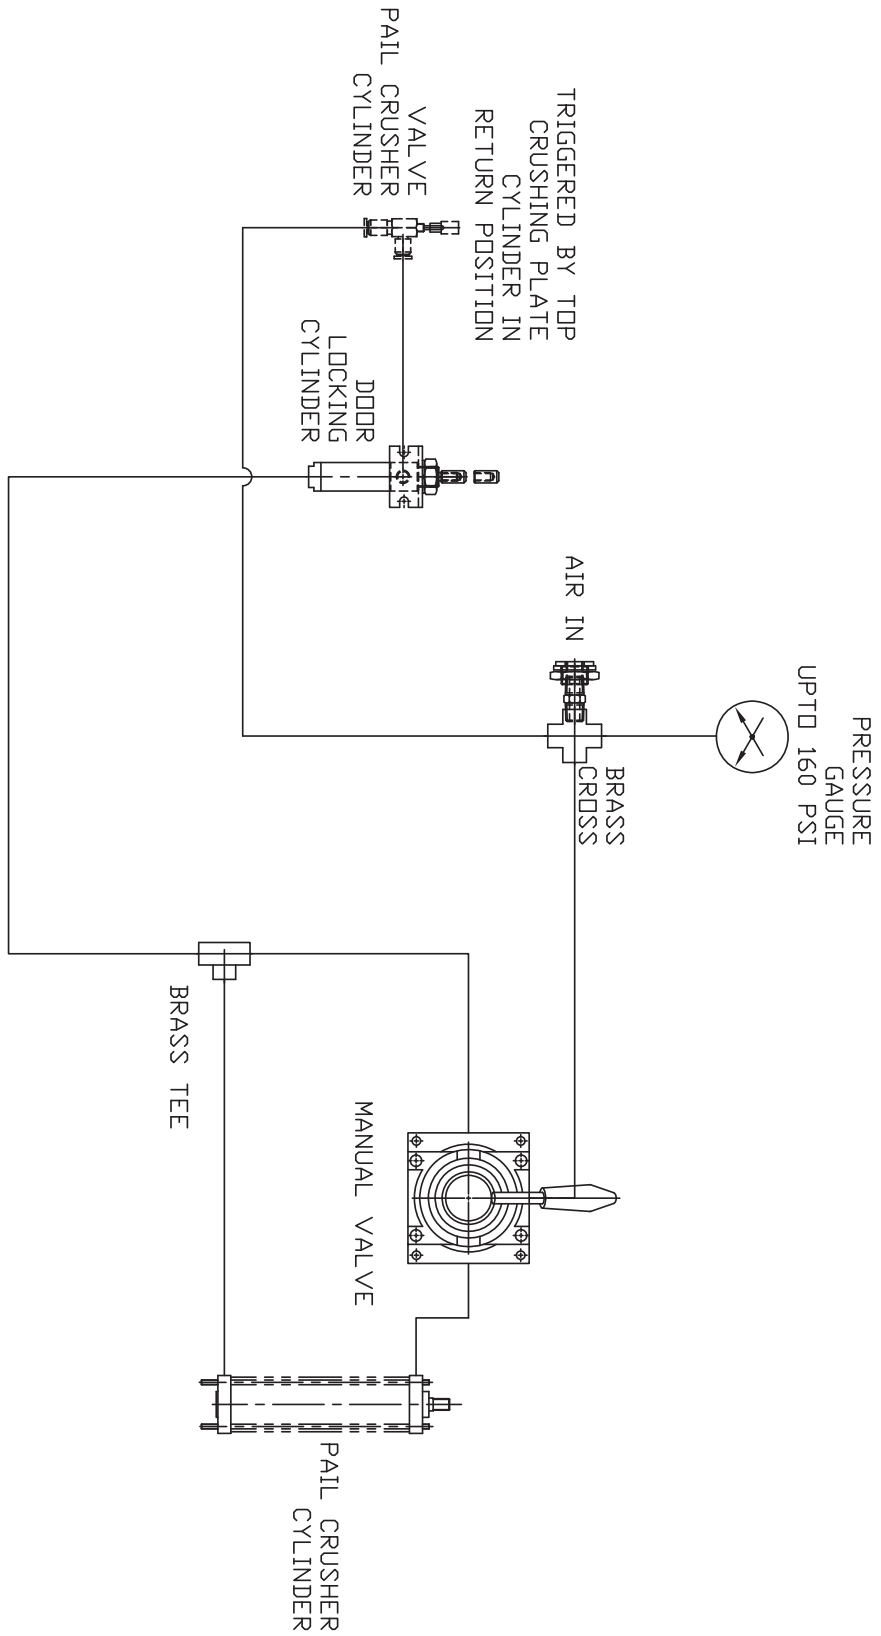 PRESSURE
GAUGE
UPTO 160 PSI
AIR IN
BRASS
CROSS
TRIGGERED BY TOP
CRUSHING PLATE
CYLINDER IN
RETURN POSITION
VALVE
PAIL CRUSHER
CYLINDER
DOOR
LOCKING
CYLINDER
MANUAL VALVE
BRASS TEE
PAIL CRUSHER
CYLINDER